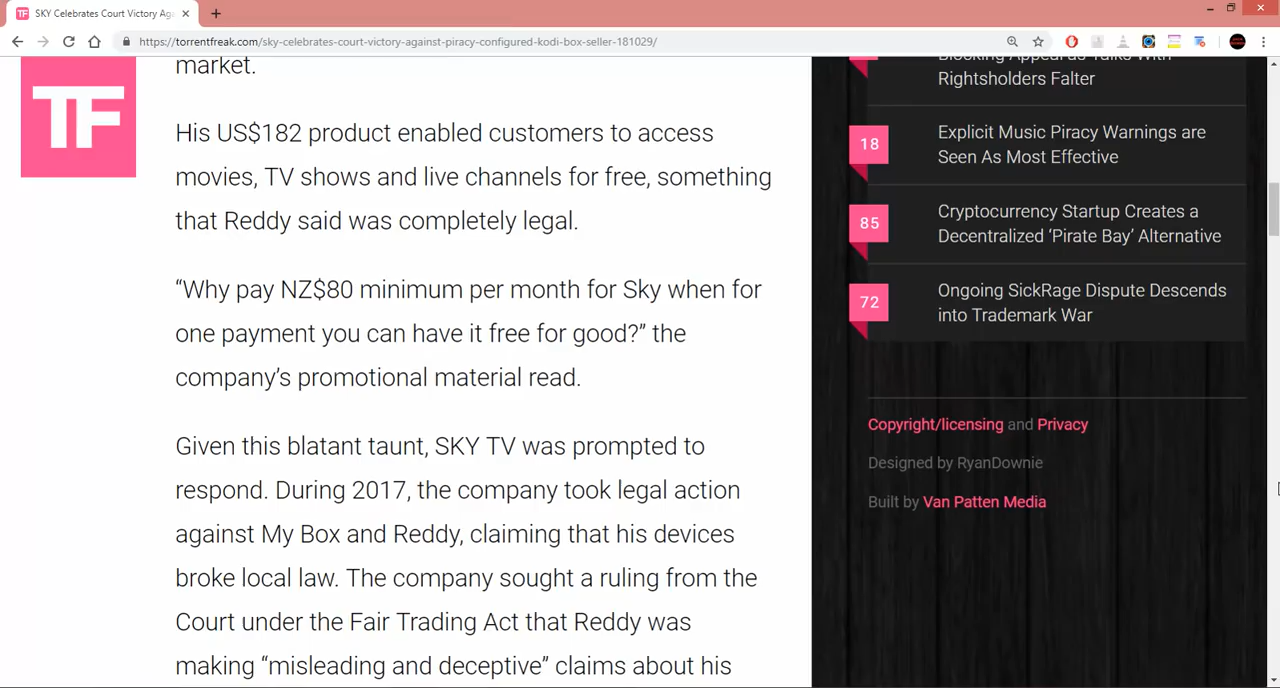 SKY Celebrates Court Victory Aga
https://torrentfreak.com/sky-celebrates-court-victory-against-piracy-configured-kodi-box-seller-181029/
TF
market.
His US$182 product enabled customers to access
movies, TV shows and live channels for free, something
that Reddy said was completely legal.
“Why pay NZ$80 minimum per month for Sky when for
one payment you can have it free for good?” the
company’s promotional material read.
Given this blatant taunt, SKY TV was prompted to
respond. During 2017, the company took legal action
against My Box and Reddy, claiming that his devices
broke local law. The company sought a ruling from the
Court under the Fair Trading Act that Reddy was
making “misleading and deceptive” claims about his
Blocking Appeal as Talks With
Rightsholders Falter
18
Explicit Music Piracy Warnings are
Seen As Most Effective
85
Cryptocurrency Startup Creates a
Decentralized ‘Pirate Bay’ Alternative
72
Ongoing SickRage Dispute Descends
into Trademark War
Copyright/licensing and Privacy
Designed by RyanDownie
Built by Van Patten Media